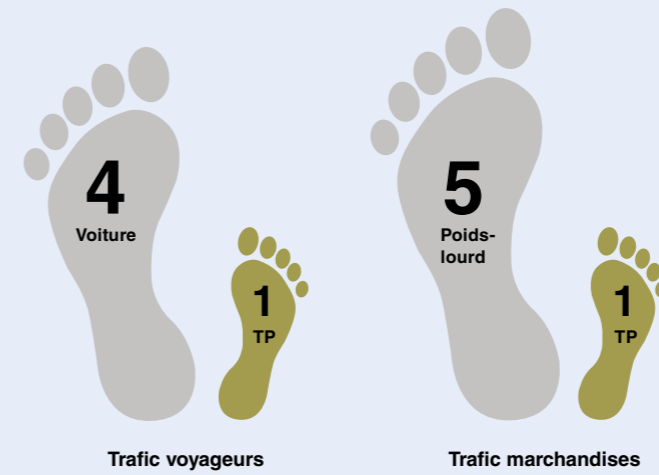 4
Voiture
1
TP
Trafic voyageurs
5
Poids-
lourd
1
TP
Trafic marchandises